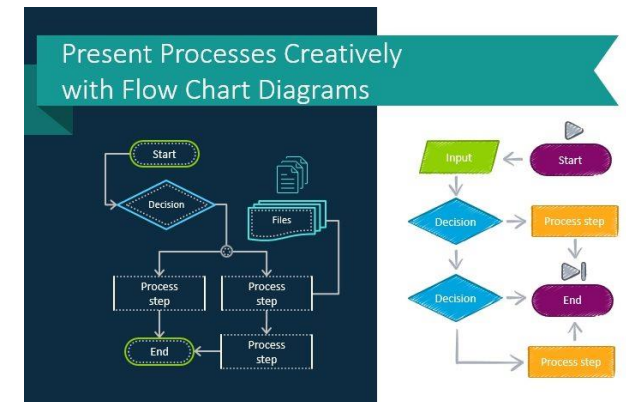 Present Processes Creatively
with Flow Chart Diagrams
Start
Decision
Files
Process
step
Process
step
End
Process
step
Input
Start
Decision
Process step
Decision
End
Process step